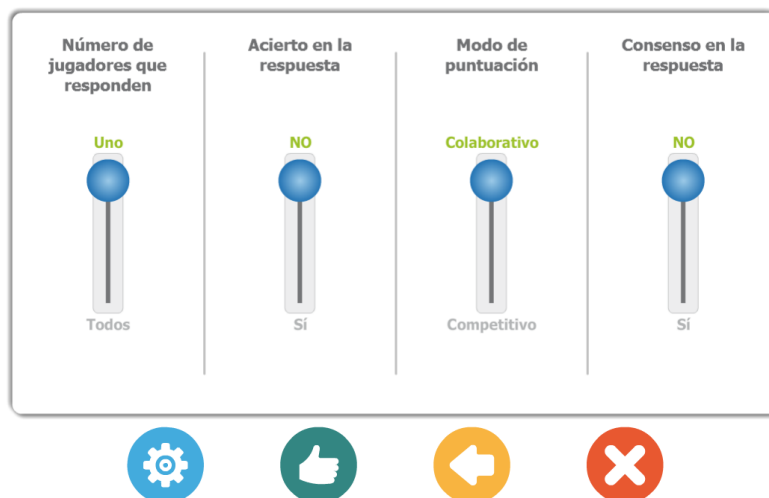 Número de
jugadores que
responden
Uno
Todos
Acierto en la
respuesta
NO
Sí
Modo de
puntuación
Colaborativo
Competitivo
Consenso en la
respuesta
NO
Sí